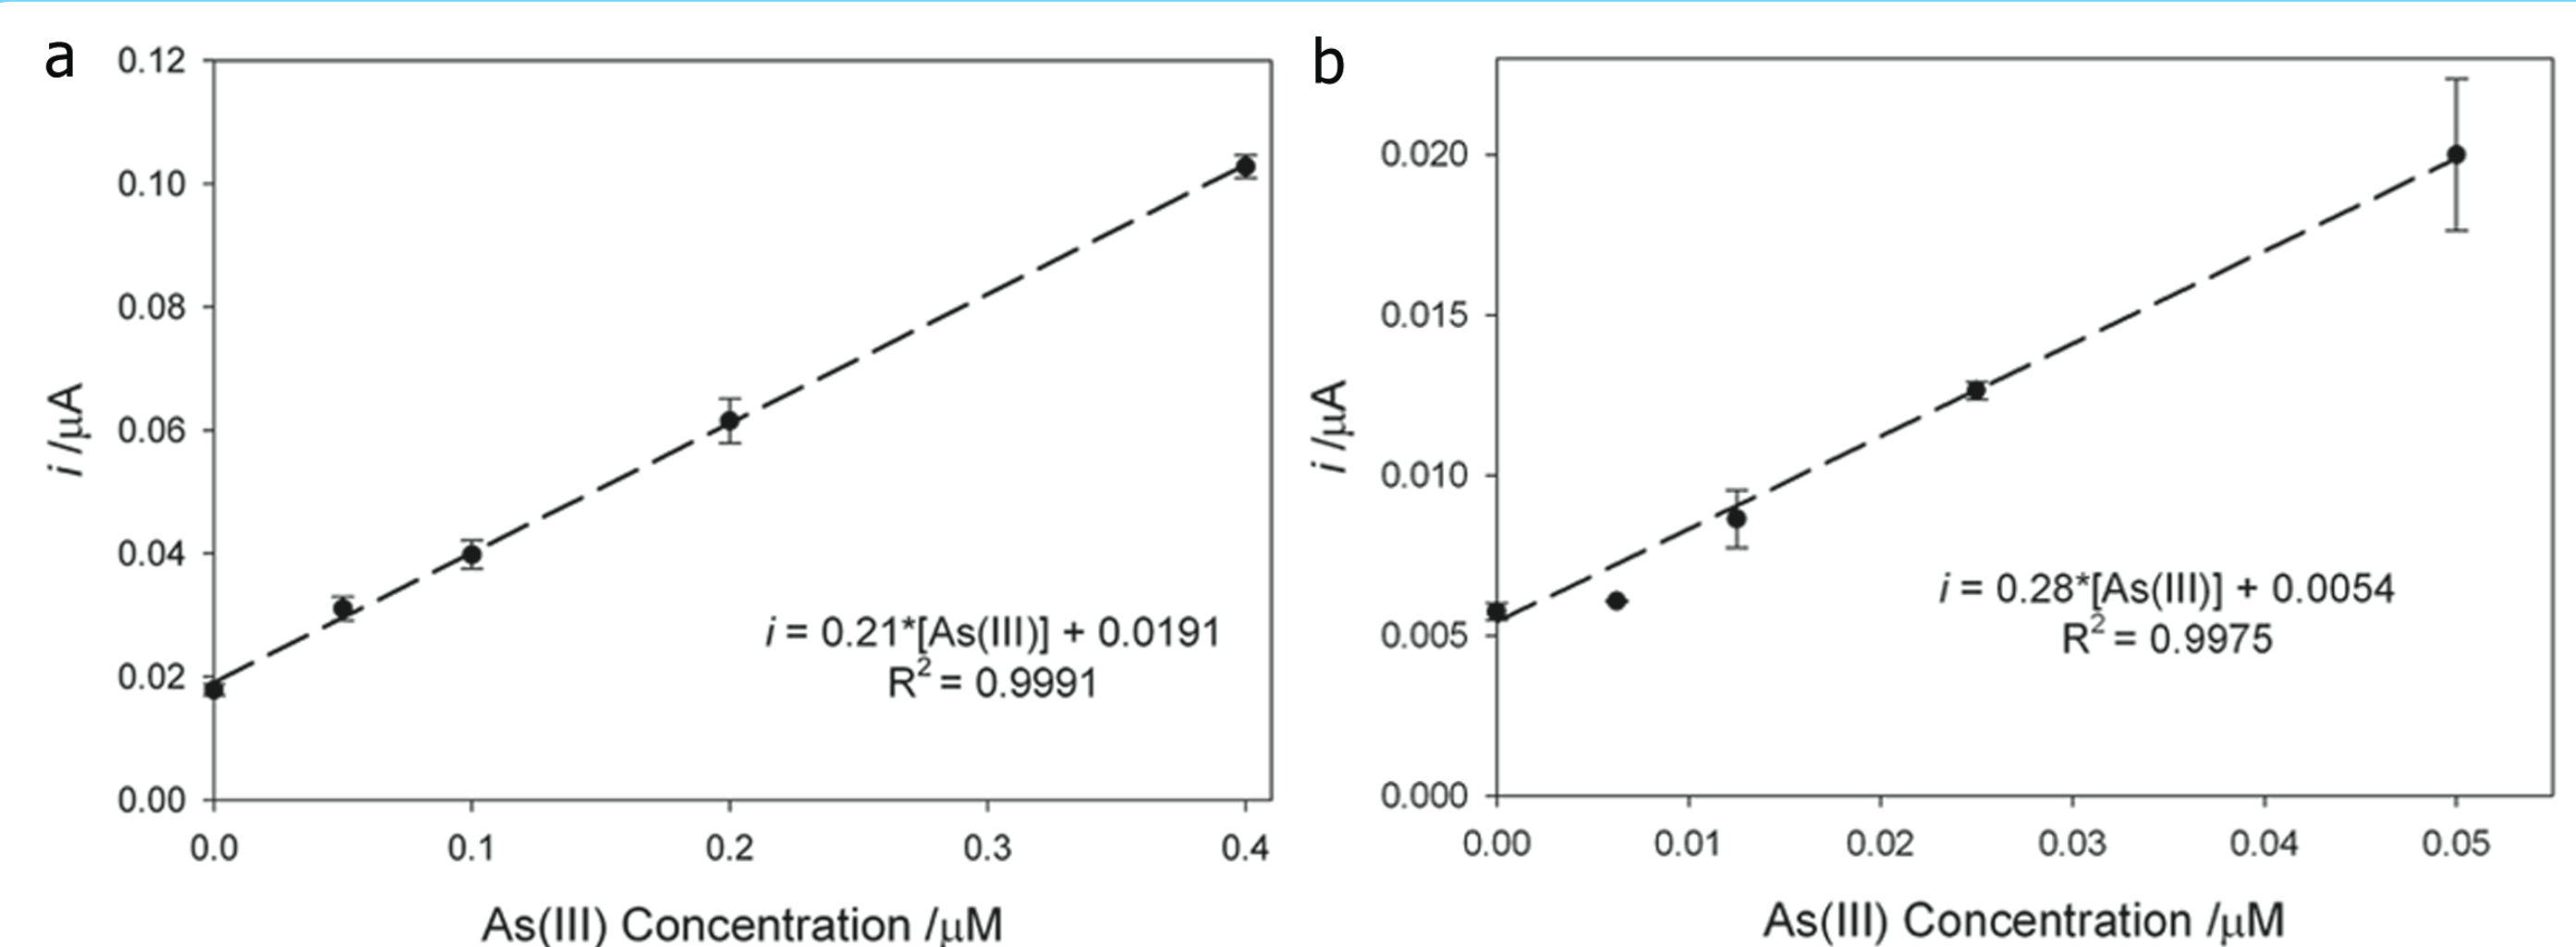 a
0.12
0.10
0.08
0.06
0.04
0.02
0.00
i /μA
i = 0.21*[As(III)] + 0.0191
R² = 0.9991
0.0 0.1 0.2 0.3 0.4
As(III) Concentration /μM
b
0.020
0.015
0.010
0.005
0.000
i /μA
i = 0.28*[As(III)] + 0.0054
R² = 0.9975
0.00 0.01 0.02 0.03 0.04 0.05
As(III) Concentration /μM